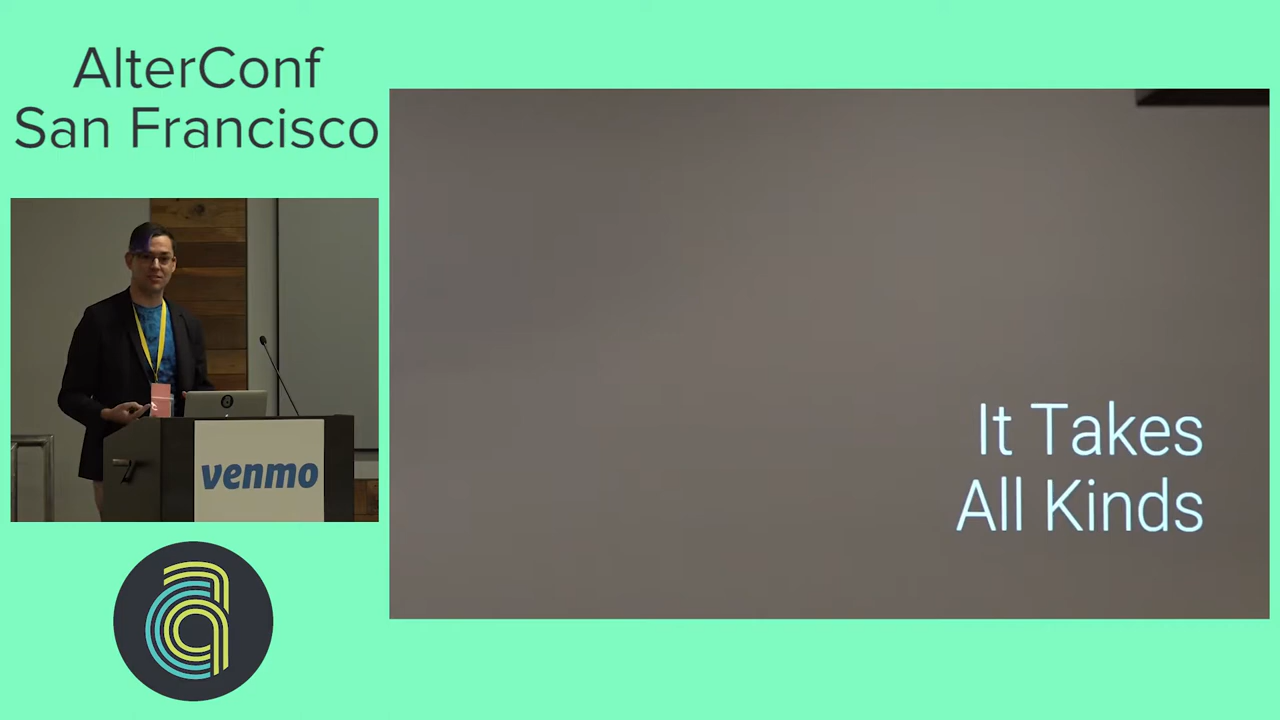 AlterConf
San Francisco
venmo
It Takes
All Kinds